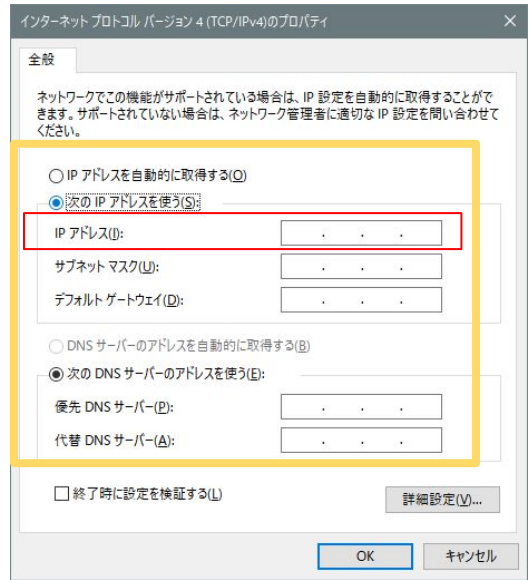 インターネット プロトコル バージョン 4 (TCP/IPv4)のプロパティ
全般
ネットワークでこの機能がサポートされている場合は、IP 設定を自動的に取得することがで
きます。サポートされていない場合は、ネットワーク管理者に適切な IP 設定を問い合わせて
ください。
IP アドレスを自動的に取得する(O)
次の IP アドレスを使う(S):
IP アドレス(I):
サブネット マスク(U):
デフォルト ゲートウェイ(D):
DNS サーバーのアドレスを自動的に取得する(B)
次の DNS サーバーのアドレスを使う(E):
優先 DNS サーバー(P):
代替 DNS サーバー(A):
終了時に設定を検証する(L)
詳細設定(V)...
OK キャンセル